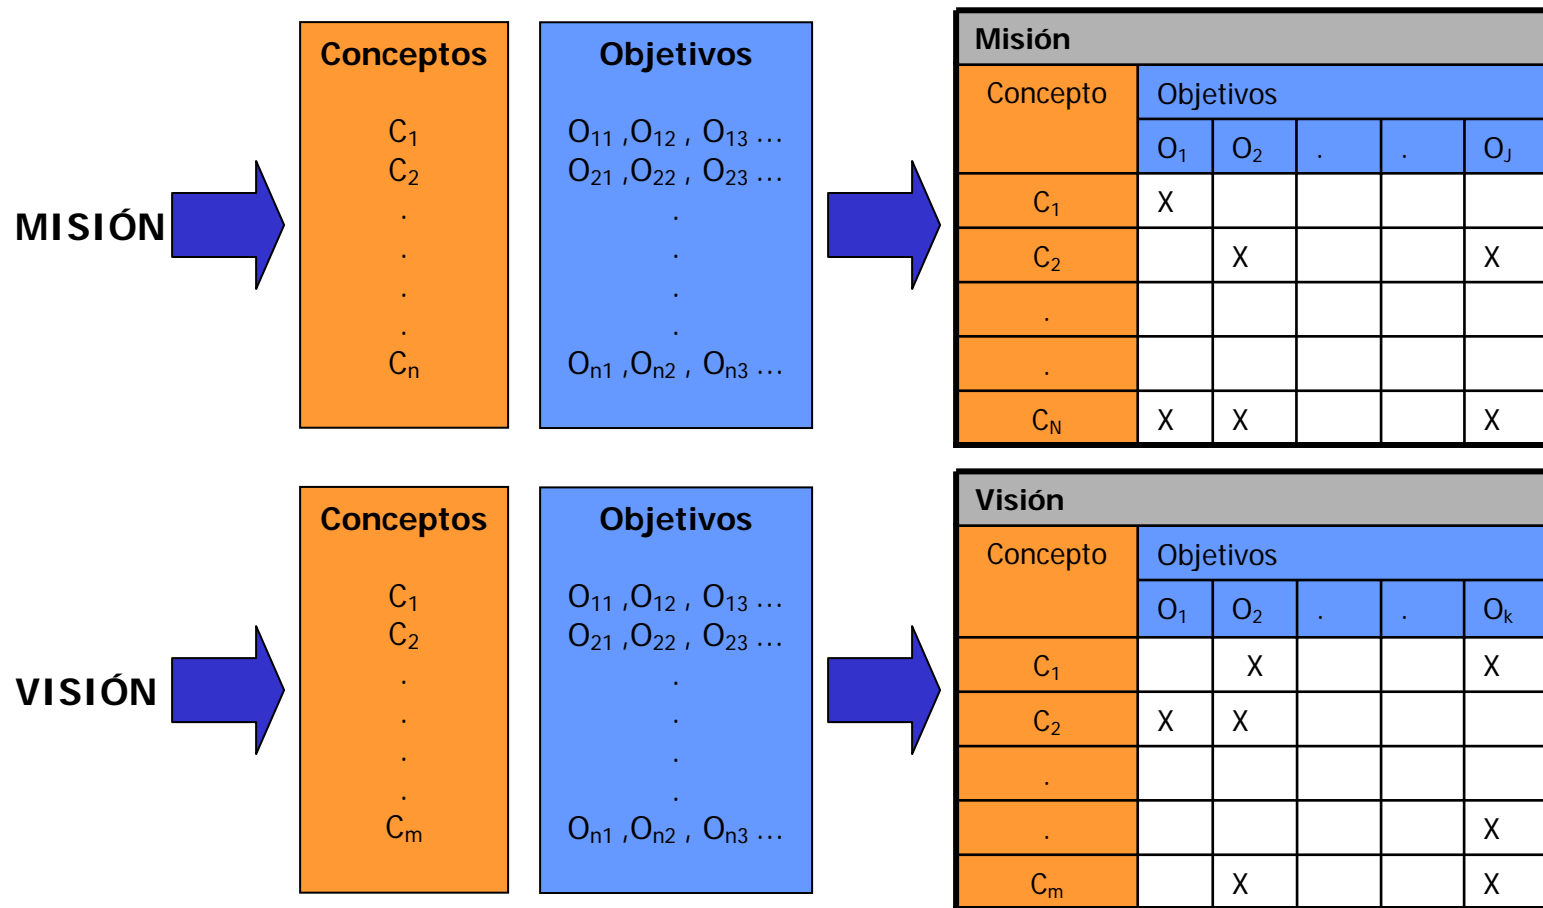 MISIÓN
Conceptos
C1
C2
.
.
.
.
Cn
Objetivos
O11 ,O12 , O13 ...
O21 ,O22 , O23 ...
.
.
.
.
On1 ,On2 , On3 ...
Misión
Concepto Objetivos
O1 O2 . . OJ
C1 X
C2 X X
.
.
CN X X X
VISIÓN
Conceptos
C1
C2
.
.
.
.
Cm
Objetivos
O11 ,O12 , O13 ...
O21 ,O22 , O23 ...
.
.
.
.
On1 ,On2 , On3 ...
Visión
Concepto Objetivos
O1 O2 . . Ok
C1 X X
C2 X X
.
. X
Cm X X